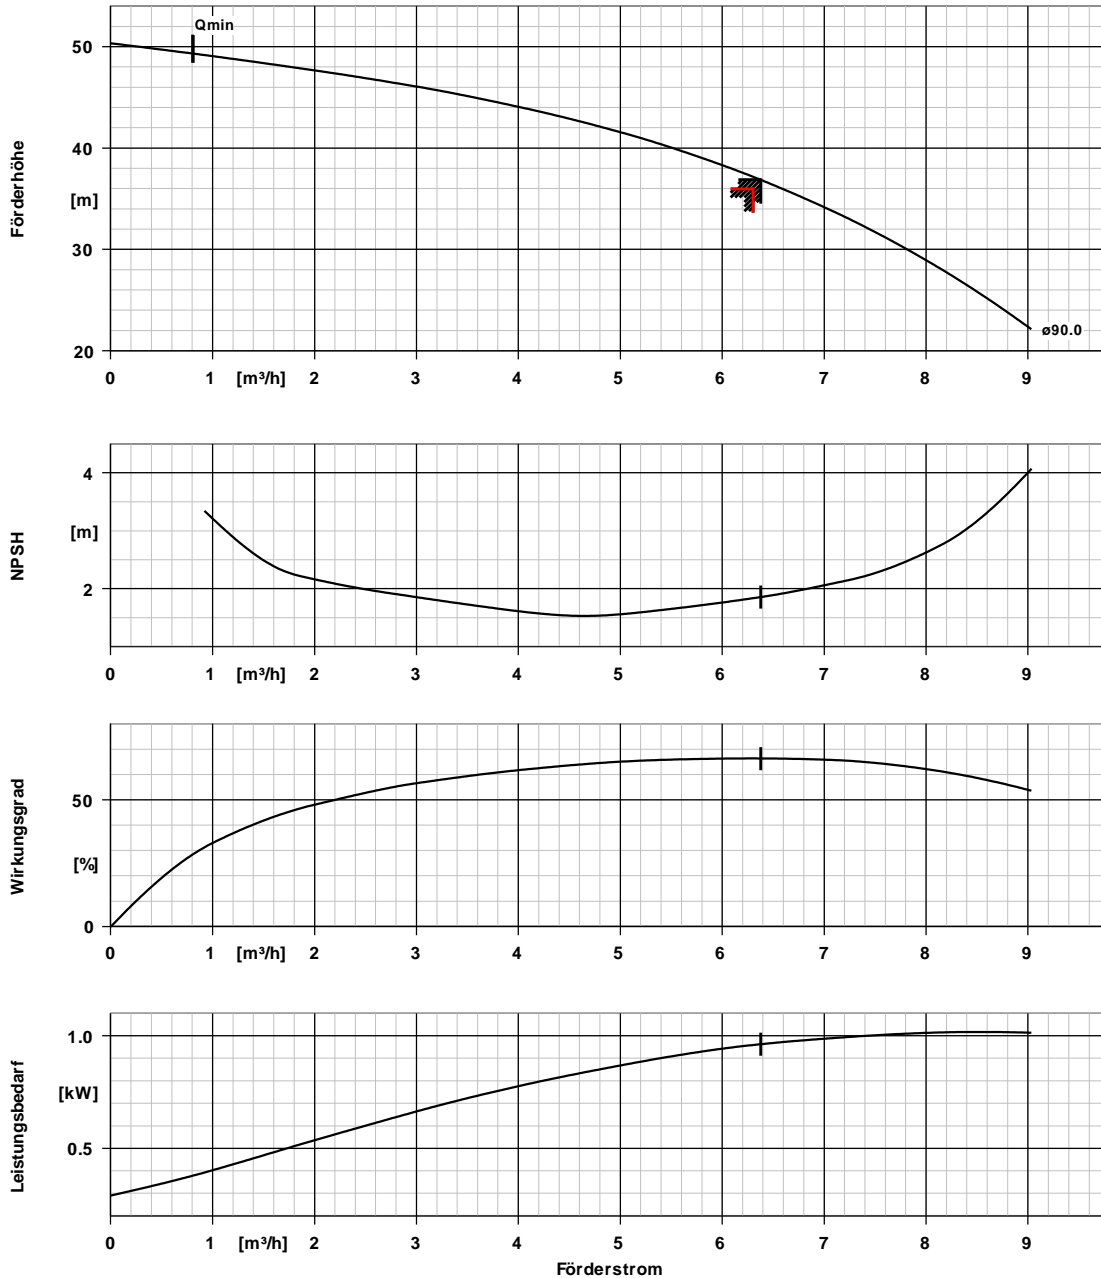 Qmin
50
40
[m]
30
20
Förderhöhe
ø90.0
0 1 [m³/h] 2 3 4 5 6 7 8 9
4
[m]
2
NPSH
0 1 [m³/h] 2 3 4 5 6 7 8 9
50
[%]
0
Wirkungsgrad
0 1 [m³/h] 2 3 4 5 6 7 8 9
1.0
[kW]
0.5
Leistungsbedarf
0 1 [m³/h] 2 3 4 5 6 7 8 9
Förderstrom